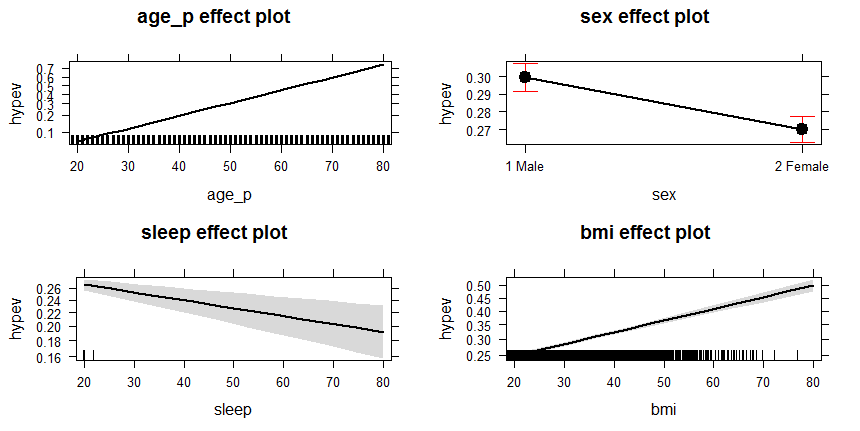 age_p effect plot
hypev
0.7
0.6
0.5
0.4
0.3
0.2
0.1
20 30 40 50 60 70 80
age_p
sex effect plot
hypev
0.30
0.29
0.28
0.27
1 Male 2 Female
sex
sleep effect plot
hypev
0.26
0.24
0.22
0.20
0.18
0.16
20 30 40 50 60 70 80
sleep
bmi effect plot
hypev
0.50
0.45
0.40
0.35
0.30
0.25
20 30 40 50 60 70 80
bmi